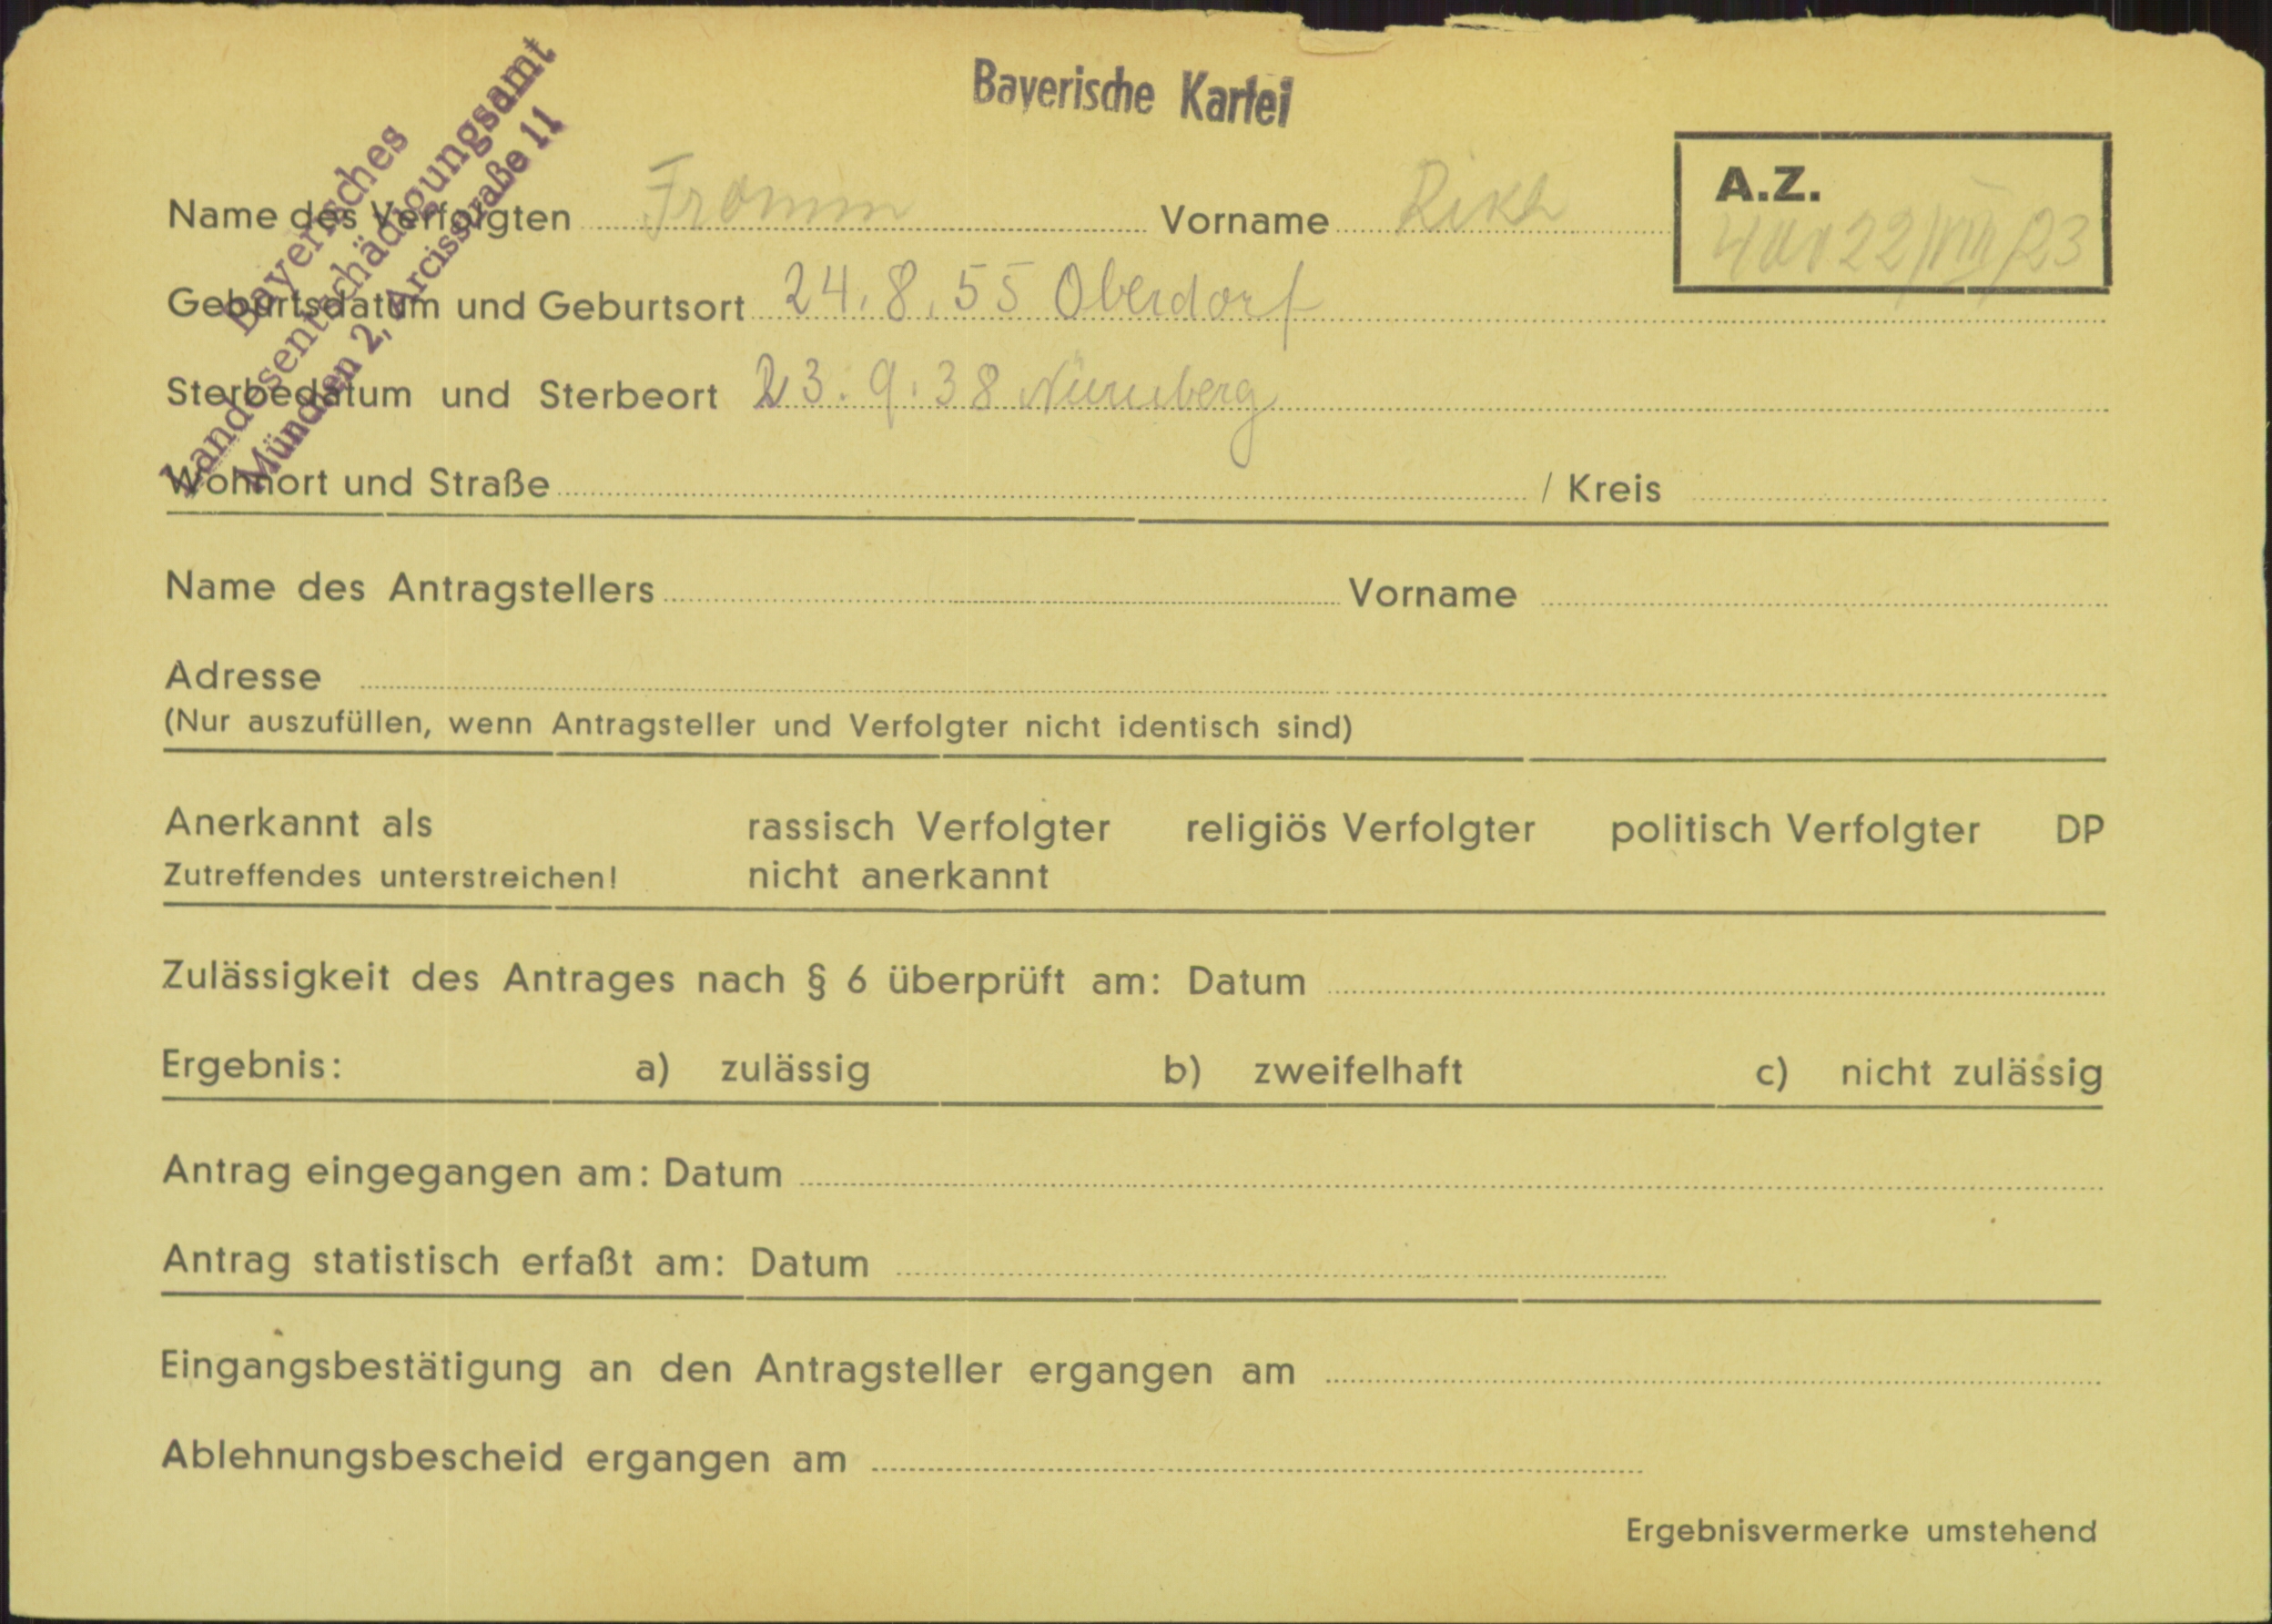 Bayerische Kartei
Bayerisches
Landesentschädigungsamt
München 2, Arcisstraße 11
A.Z.
22/VIII/23
Name des Verfolgten Fromm Vorname Rika
Geburtsdatum und Geburtsort 24.8.55 Oberdorf
Sterbedatum und Sterbeort 23.9.38 Nürnberg
Wohnort und Straße / Kreis
Name des Antragstellers Vorname
Adresse
(Nur auszufüllen, wenn Antragsteller und Verfolgter nicht identisch sind)
Anerkannt als rassisch Verfolgter religiös Verfolgter politisch Verfolgter DP
Zutreffendes unterstreichen! nicht anerkannt
Zulässigkeit des Antrages nach § 6 überprüft am: Datum
Ergebnis: a) zulässig b) zweifelhaft c) nicht zulässig
Antrag eingegangen am: Datum
Antrag statistisch erfaßt am: Datum
Eingangsbestätigung an den Antragsteller ergangen am
Ablehnungsbescheid ergangen am
Ergebnisvermerke umstehend